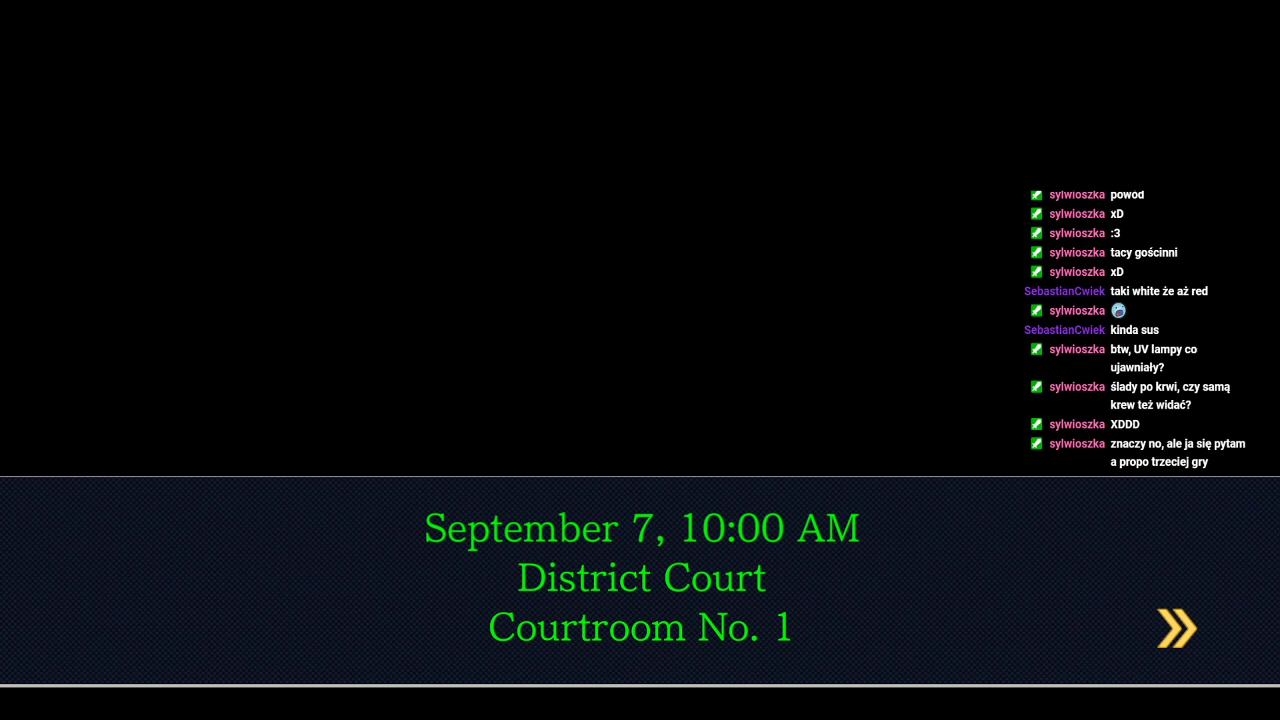 sylwioszka powod
sylwioszka xD
sylwioszka :3
sylwioszka tacy gościnni
sylwioszka xD
SebastianCwiek taki white że aż red
sylwioszka
SebastianCwiek kinda sus
sylwioszka btw, UV lampy co
ujawniały?
sylwioszka ślady po krwi, czy samą
krew też widać?
sylwioszka XDDD
sylwioszka znaczy no, ale ja się pytam
a propo trzeciej gry
September 7, 10:00 AM
District Court
Courtroom No. 1